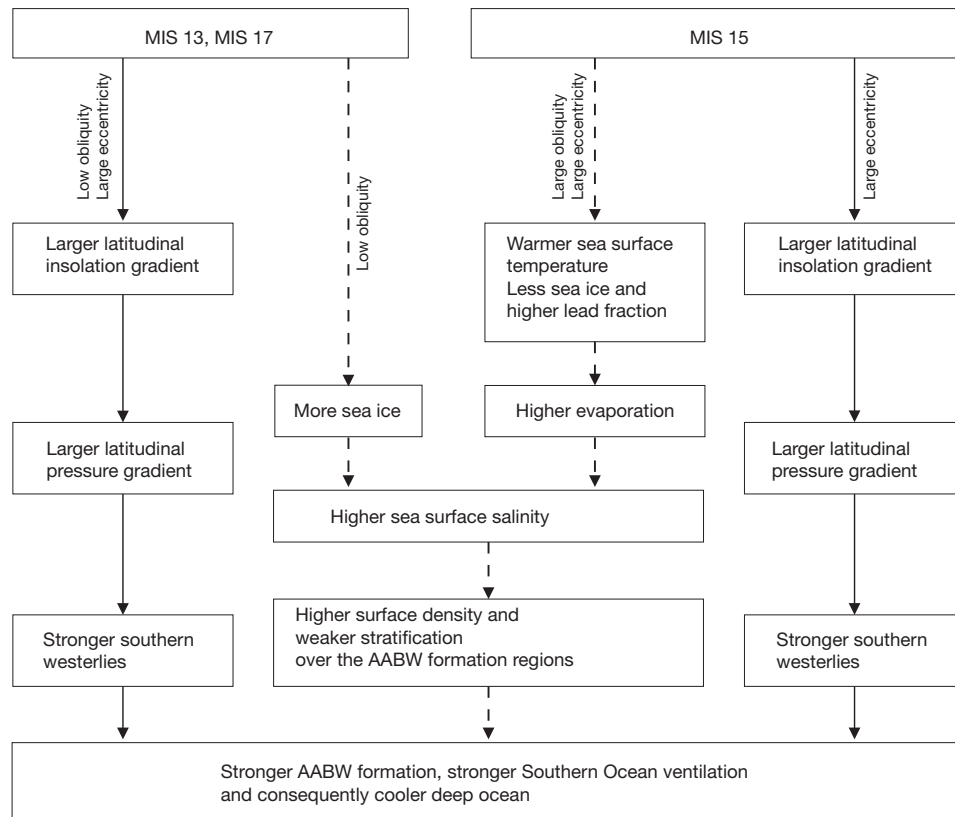 MIS 13, MIS 17
MIS 15
Low obliquity
Large eccentricity
Low obliquity
Large obliquity
Large eccentricity
Large eccentricity
Larger latitudinal
insolation gradient
Warmer sea surface
temperature
Less sea ice and
higher lead fraction
Larger latitudinal
insolation gradient
More sea ice
Higher evaporation
Larger latitudinal
pressure gradient
Larger latitudinal
pressure gradient
Higher sea surface salinity
Stronger southern
westerlies
Higher surface density and
weaker stratification
over the AABW formation regions
Stronger southern
westerlies
Stronger AABW formation, stronger Southern Ocean ventilation
and consequently cooler deep ocean